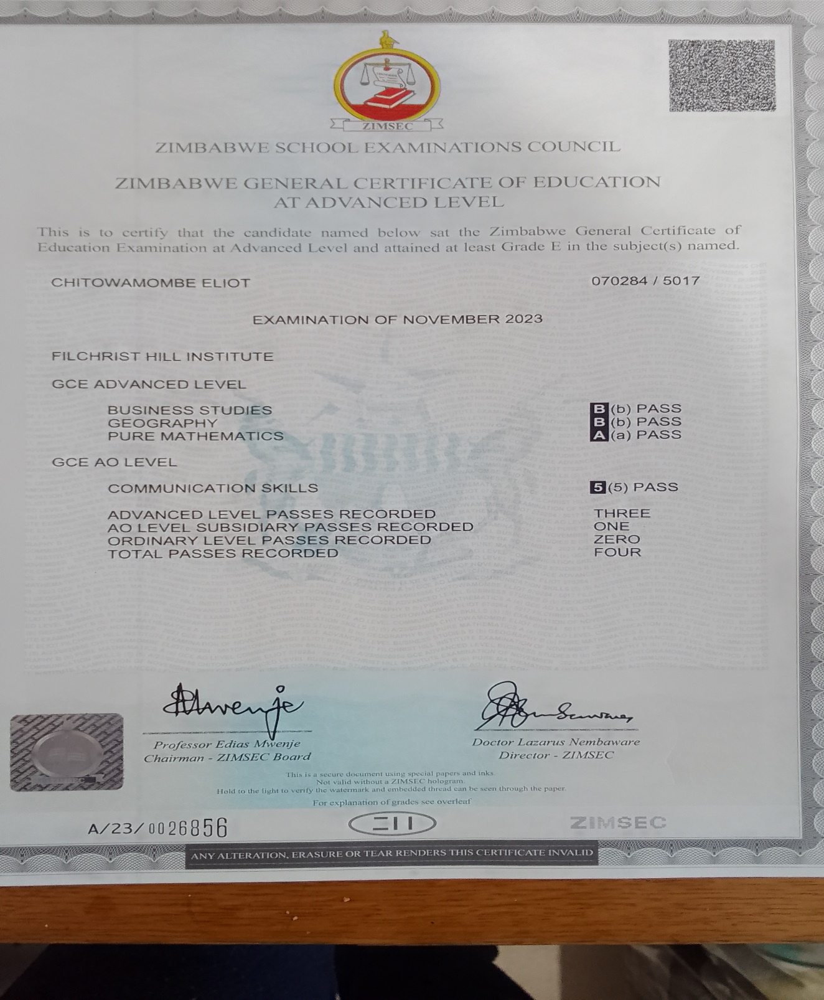 ZIMSEC
ZIMBABWE SCHOOL EXAMINATIONS COUNCIL
ZIMBABWE GENERAL CERTIFICATE OF EDUCATION
AT ADVANCED LEVEL
This is to certify that the candidate named below sat the Zimbabwe General Certificate of
Education Examination at Advanced Level and attained at least Grade E in the subject(s) named.
CHITOWAMOMBE ELIOT 070284 / 5017
EXAMINATION OF NOVEMBER 2023
FILCHRIST HILL INSTITUTE
GCE ADVANCED LEVEL
BUSINESS STUDIES B (b) PASS
GEOGRAPHY B (b) PASS
PURE MATHEMATICS A (a) PASS
GCE AO LEVEL
COMMUNICATION SKILLS 5 (5) PASS
ADVANCED LEVEL PASSES RECORDED THREE
AO LEVEL SUBSIDIARY PASSES RECORDED ONE
ORDINARY LEVEL PASSES RECORDED ZERO
TOTAL PASSES RECORDED FOUR
Professor Edias Mwenje Doctor Lazarus Nembaware
Chairman - ZIMSEC Board Director - ZIMSEC
This is a secure document using special papers and inks.
Not valid without a ZIMSEC hologram.
Hold to the light to verify the watermark and embedded thread can be seen through the paper.
For explanation of grades see overleaf
A/23/0026856 ZIMSEC
ANY ALTERATION, ERASURE OR TEAR RENDERS THIS CERTIFICATE INVALID